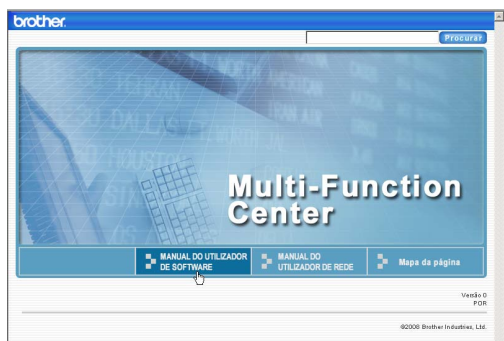 brother.
Procurar
Multi-Function
Center
MANUAL DO UTILIZADOR
DE SOFTWARE
MANUAL DO
UTILIZADOR DE REDE
Mapa da página
Versão 0
POR
©2008 Brother Industries, Ltd.